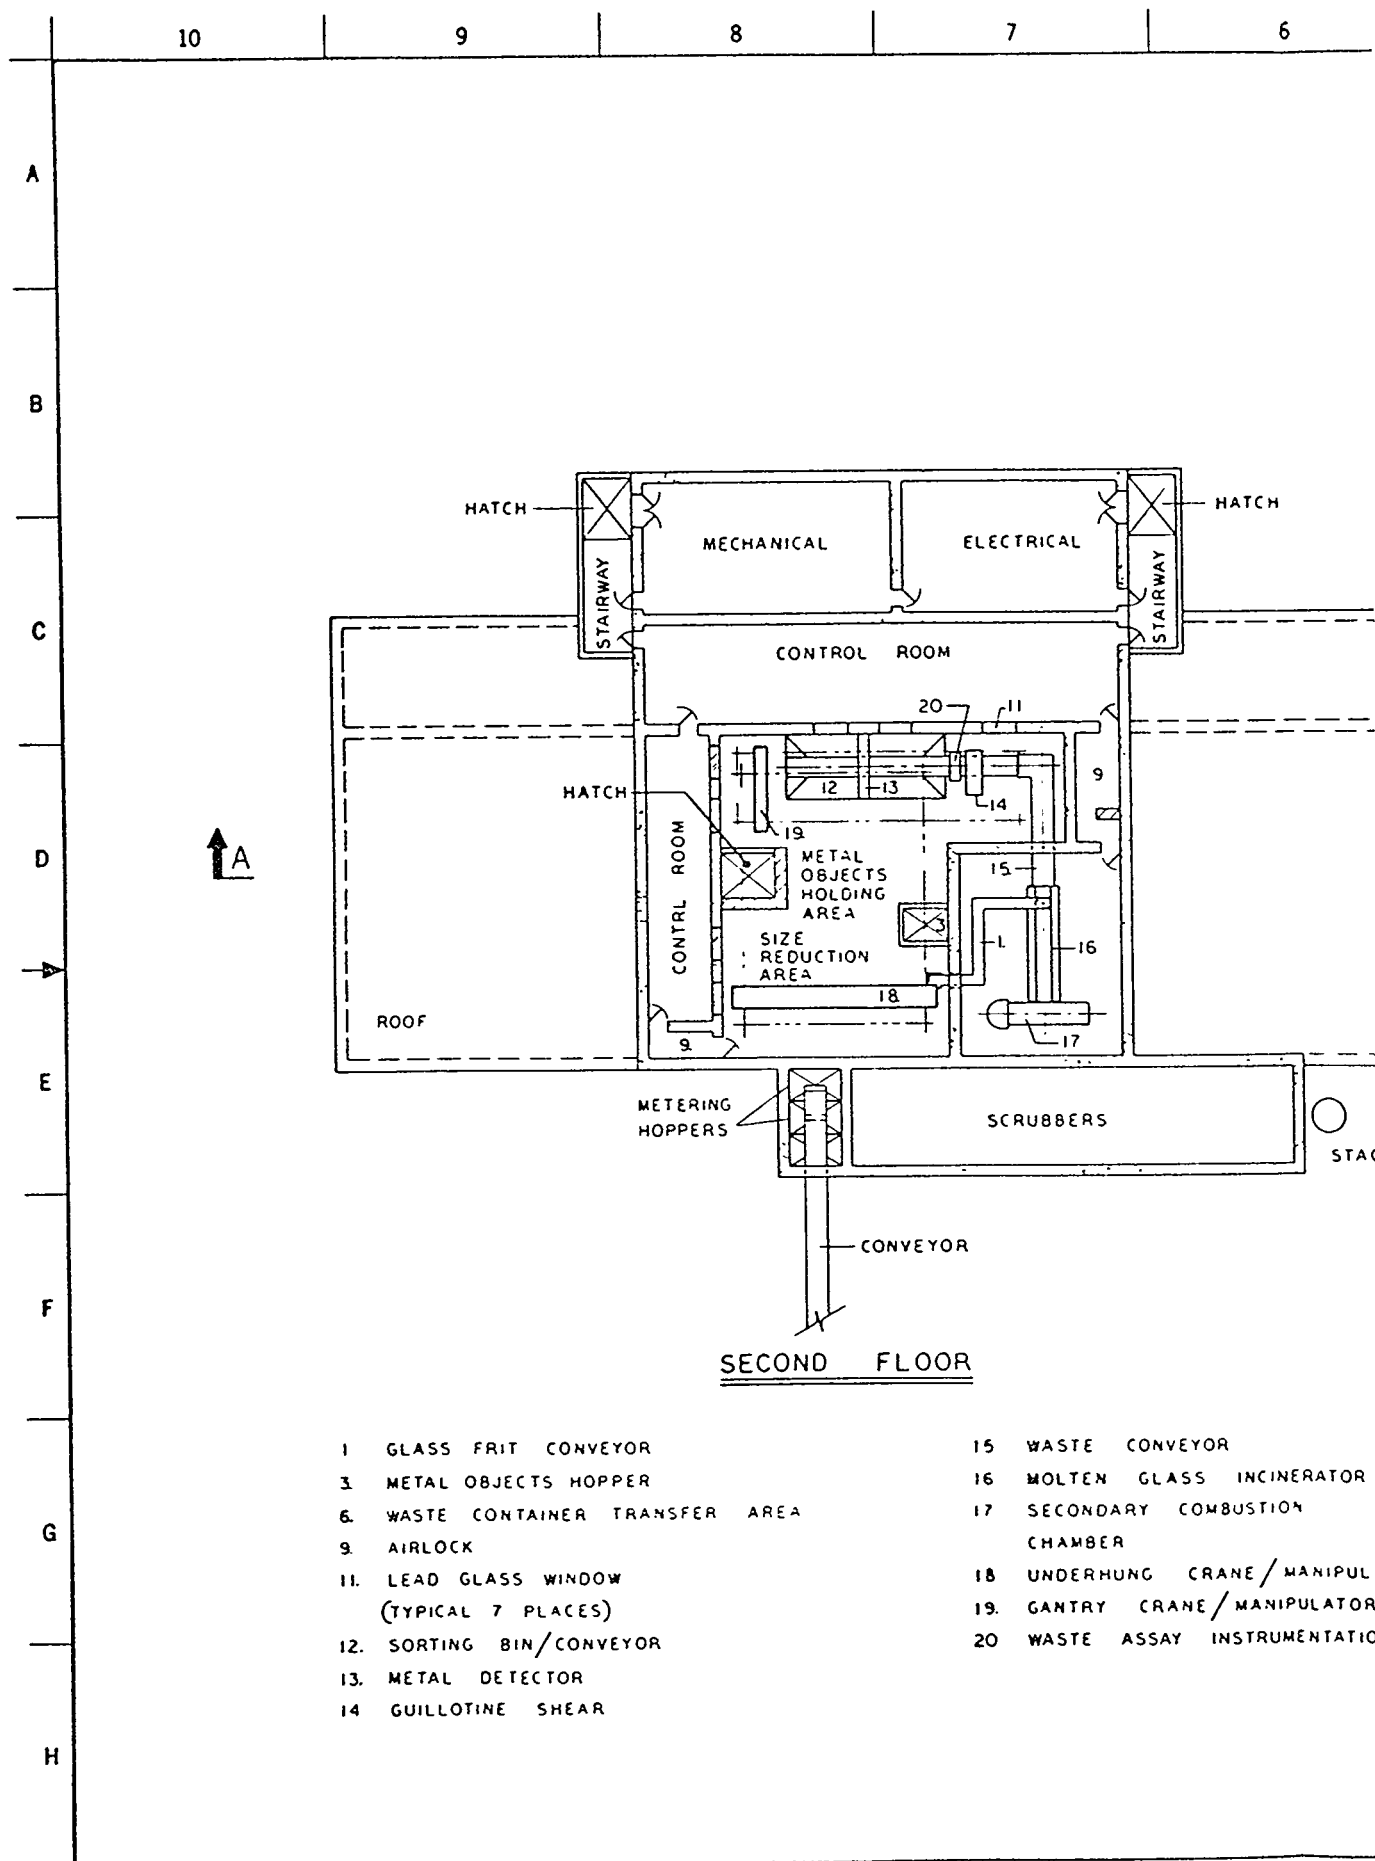 10 9 8 7 6
A
B
HATCH
HATCH
MECHANICAL
ELECTRICAL
STAIRWAY
STAIRWAY
C
CONTROL ROOM
20
11
9
12
13
HATCH
14
19.
D
A
CONTRL ROOM
METAL
OBJECTS
HOLDING
AREA
15.
3
1.
16
SIZE
REDUCTION
AREA
18.
ROOF
9.
17
E
METERING
HOPPERS
SCRUBBERS
STAC
CONVEYOR
F
SECOND FLOOR
1 GLASS FRIT CONVEYOR
3. METAL OBJECTS HOPPER
6. WASTE CONTAINER TRANSFER AREA
9. AIRLOCK
11. LEAD GLASS WINDOW
(TYPICAL 7 PLACES)
12. SORTING BIN/CONVEYOR
13. METAL DETECTOR
14 GUILLOTINE SHEAR
15 WASTE CONVEYOR
16 MOLTEN GLASS INCINERATOR
17 SECONDARY COMBUSTION
CHAMBER
18 UNDERHUNG CRANE/MANIPUL
19. GANTRY CRANE/MANIPULATOR
20 WASTE ASSAY INSTRUMENTATIO
G
H